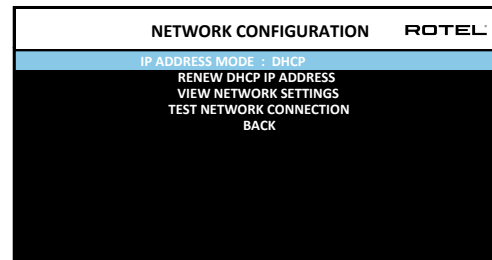 NETWORK CONFIGURATION ROTEL
IP ADDRESS MODE : DHCP
RENEW DHCP IP ADDRESS
VIEW NETWORK SETTINGS
TEST NETWORK CONNECTION
BACK